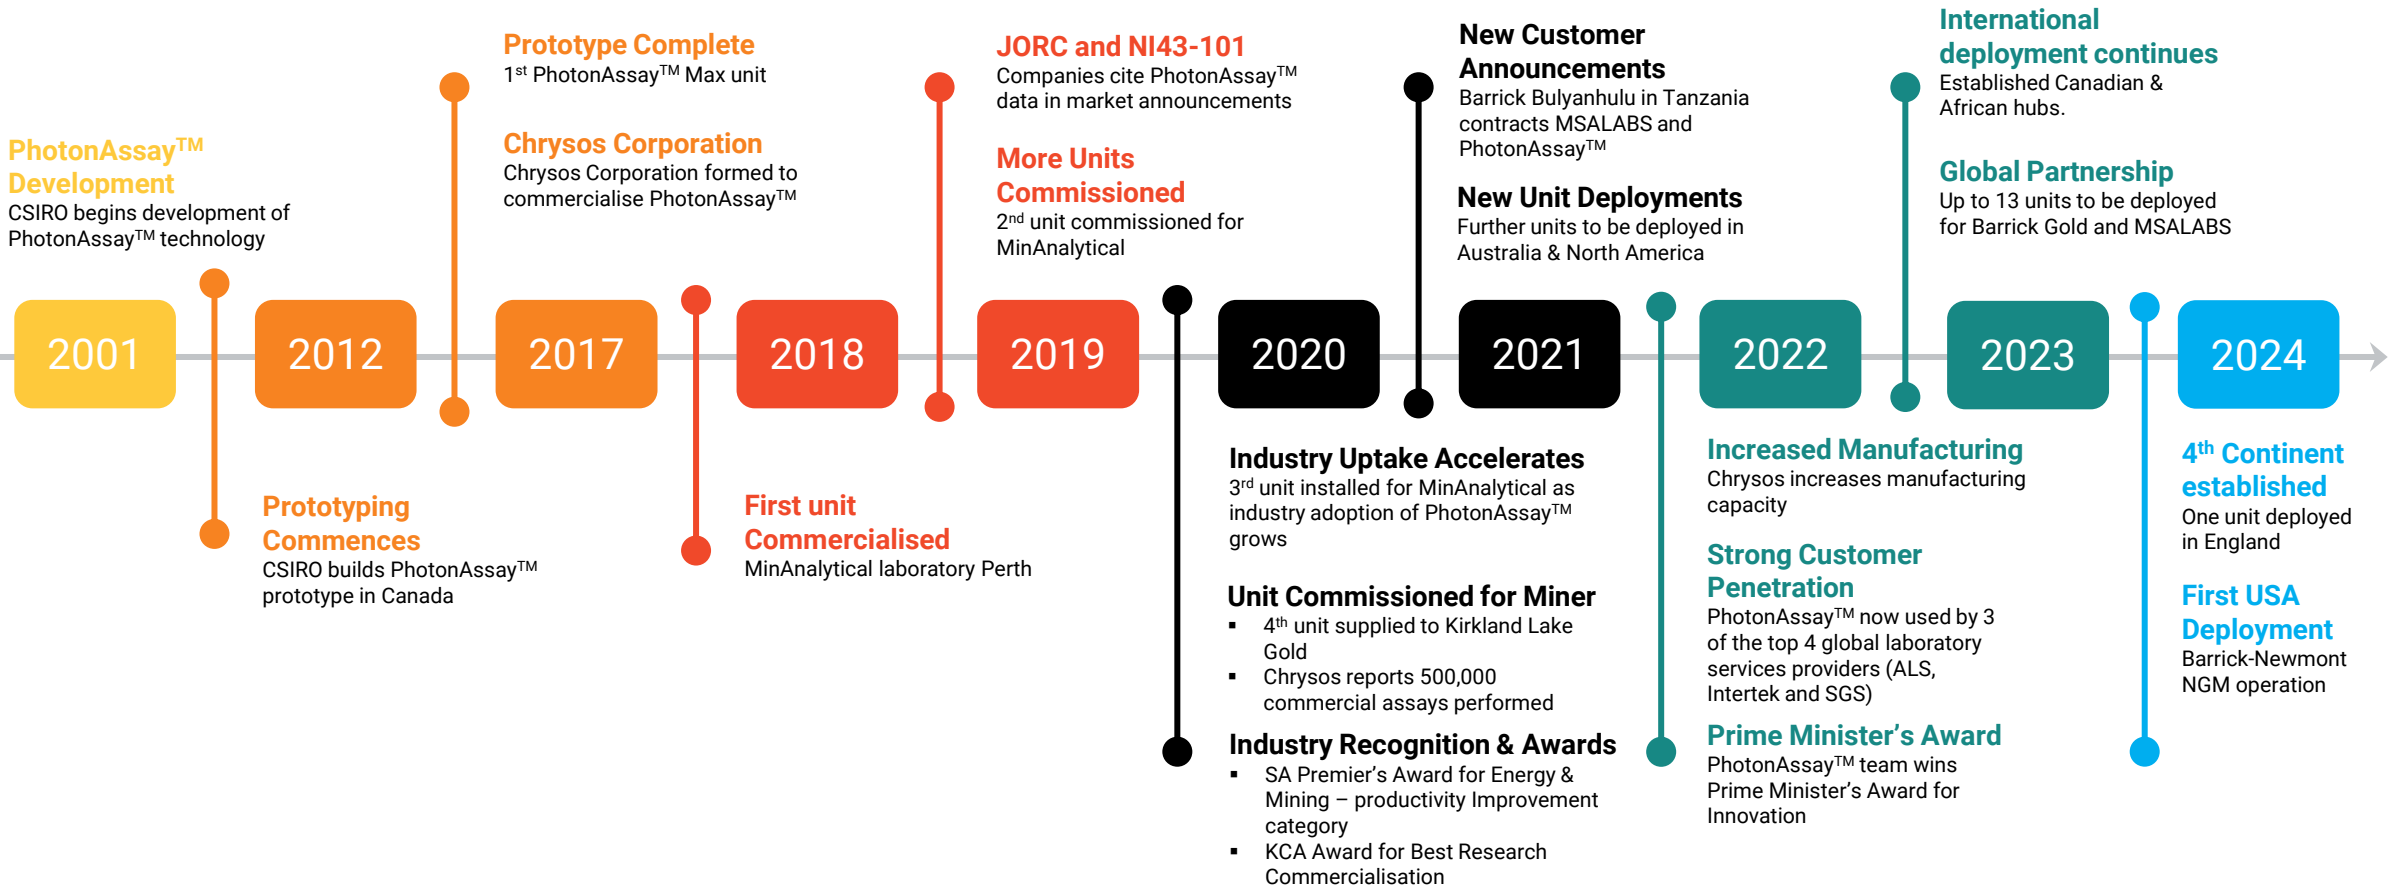 PhotonAssay™
Development
CSIRO begins development of
PhotonAssay™ technology
2001
Prototyping
Commences
CSIRO builds PhotonAssay™
prototype in Canada
2012
Prototype Complete
1st PhotonAssay™ Max unit
Chrysos Corporation
Chrysos Corporation formed to
commercialise PhotonAssay™
2017
First unit
Commercialised
MinAnalytical laboratory Perth
2018
JORC and NI43-101
Companies cite PhotonAssay™
data in market announcements
More Units
Commissioned
2nd unit commissioned for
MinAnalytical
2019
2020
Industry Uptake Accelerates
3rd unit installed for MinAnalytical as
industry adoption of PhotonAssay™
grows
Unit Commissioned for Miner
▪ 4th unit supplied to Kirkland Lake
Gold
▪ Chrysos reports 500,000
commercial assays performed
Industry Recognition & Awards
▪ SA Premier's Award for Energy &
Mining – productivity Improvement
category
▪ KCA Award for Best Research
Commercialisation
New Customer
Announcements
Barrick Bulyanhulu in Tanzania
contracts MSALABS and
PhotonAssay™
New Unit Deployments
Further units to be deployed in
Australia & North America
2021
2022
Increased Manufacturing
Chrysos increases manufacturing
capacity
Strong Customer
Penetration
PhotonAssay™ now used by 3
of the top 4 global laboratory
services providers (ALS,
Intertek and SGS)
Prime Minister's Award
PhotonAssay™ team wins
Prime Minister's Award for
Innovation
International
deployment continues
Established Canadian &
African hubs.
Global Partnership
Up to 13 units to be deployed
for Barrick Gold and MSALABS
2023
2024
4th Continent
established
One unit deployed
in England
First USA
Deployment
Barrick-Newmont
NGM operation